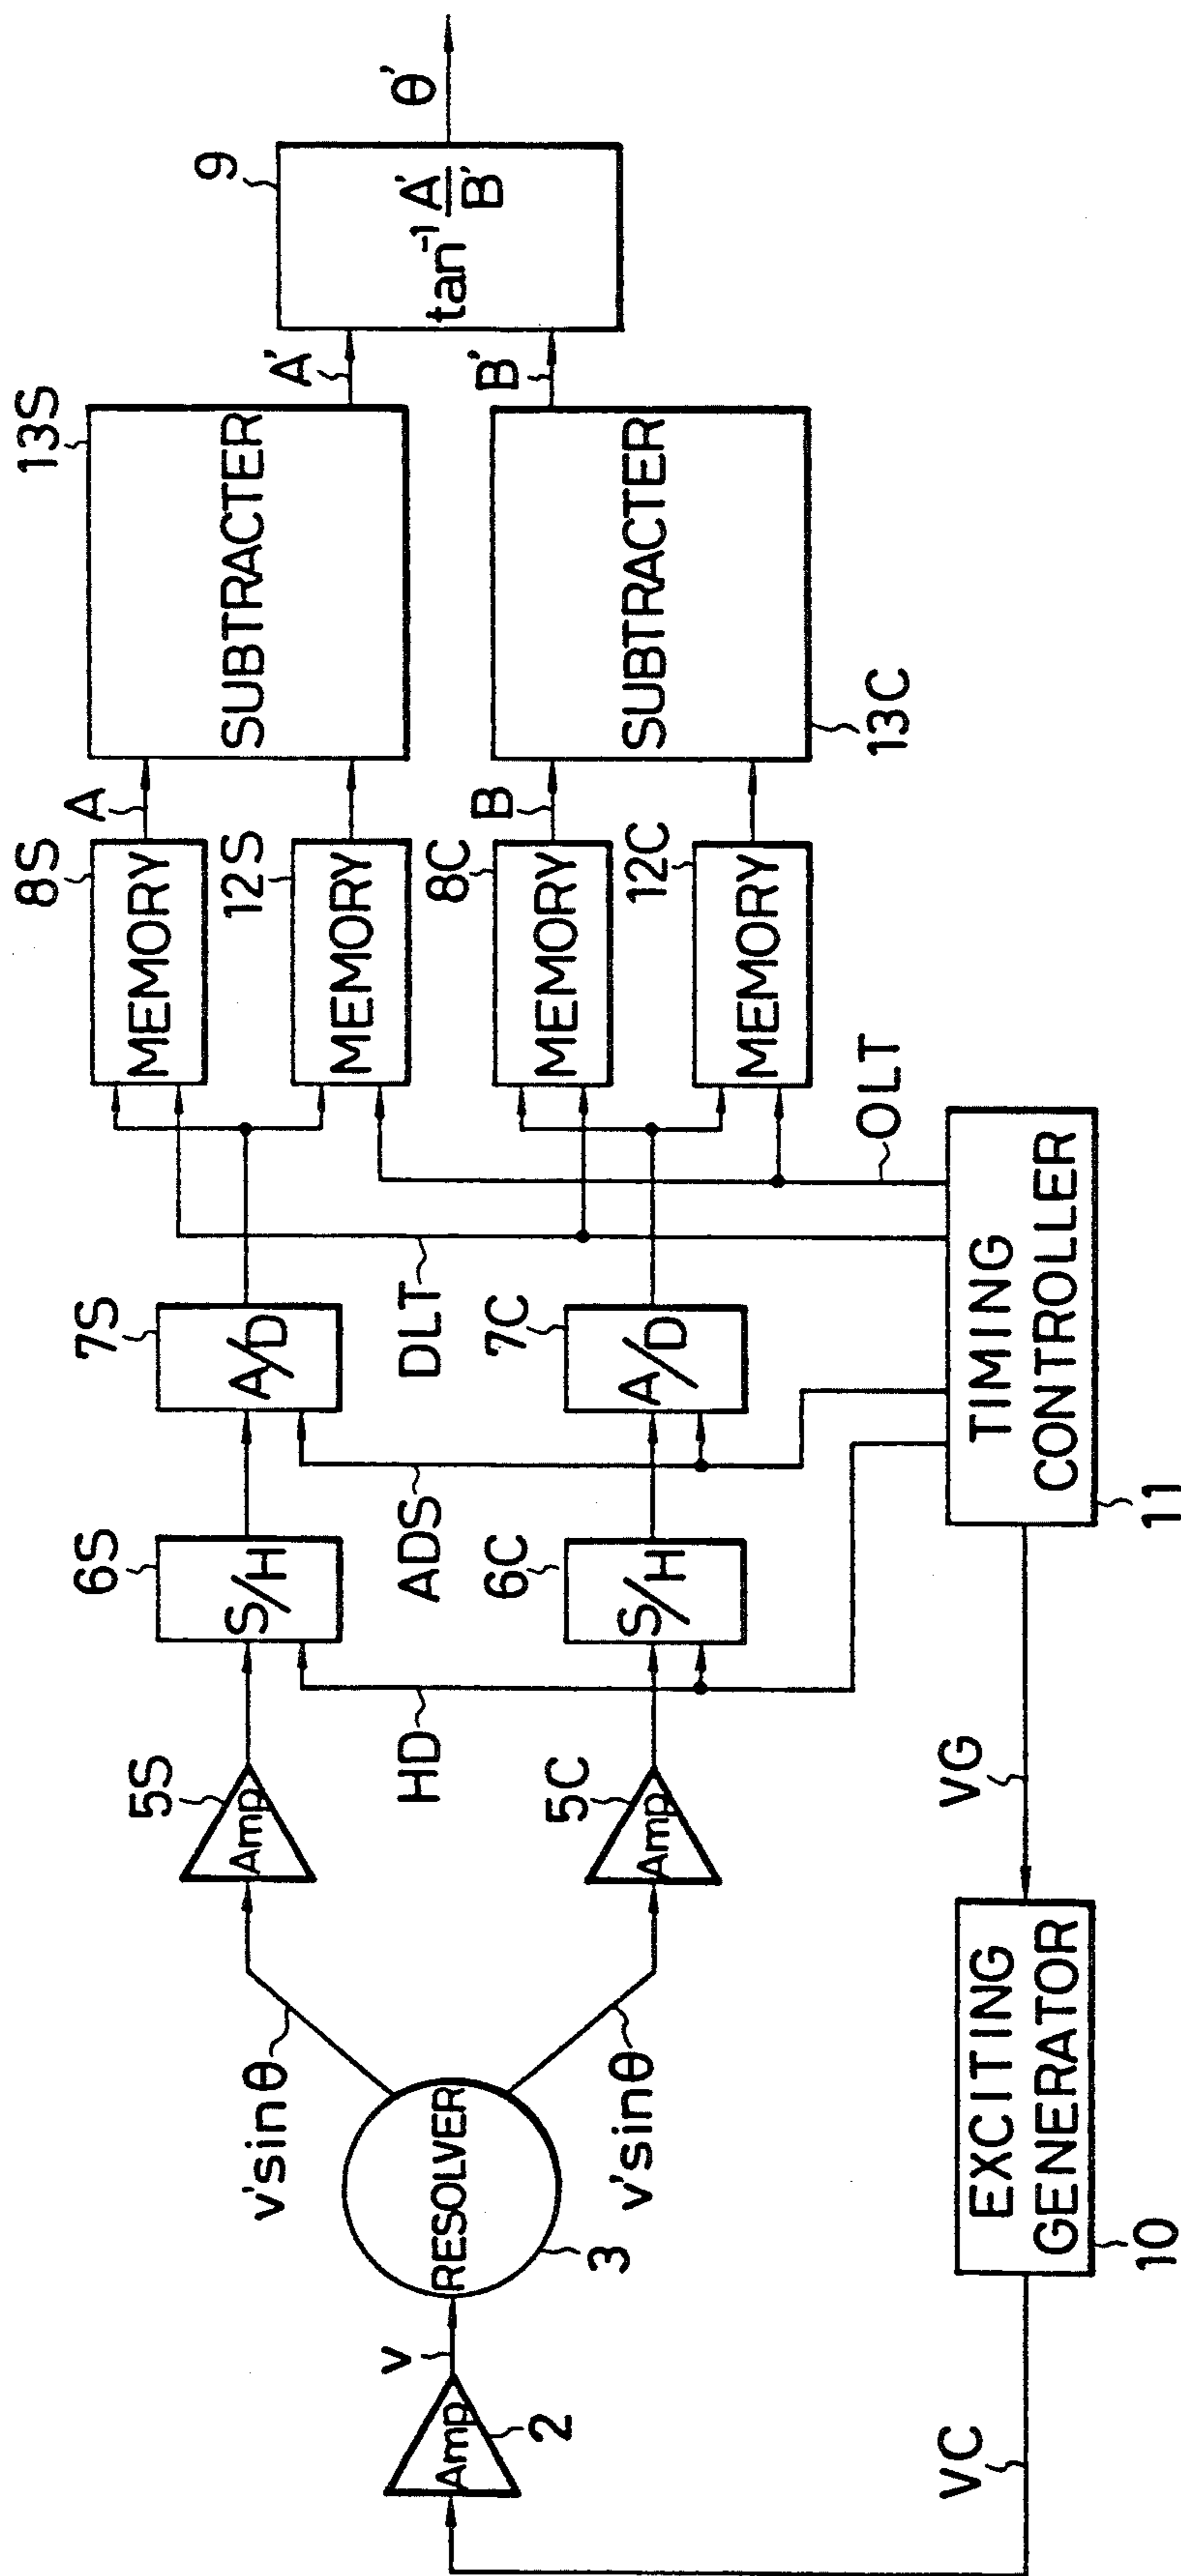 13S
9
8S
A
SUBTRACTER
A'
tan⁻¹ A'/B'
θ'
MEMORY
12S
MEMORY
8C
B
SUBTRACTER
B'
MEMORY
12C
MEMORY
13C
5S
Amp
6S
S/H
7S
A/D
v'sinθ
HD
ADS
DLT
OLT
v
RESOLVER
3
Amp
2
v'sinθ
5C
Amp
6C
S/H
7C
A/D
VC
EXCITING
GENERATOR
10
VG
TIMING
CONTROLLER
11